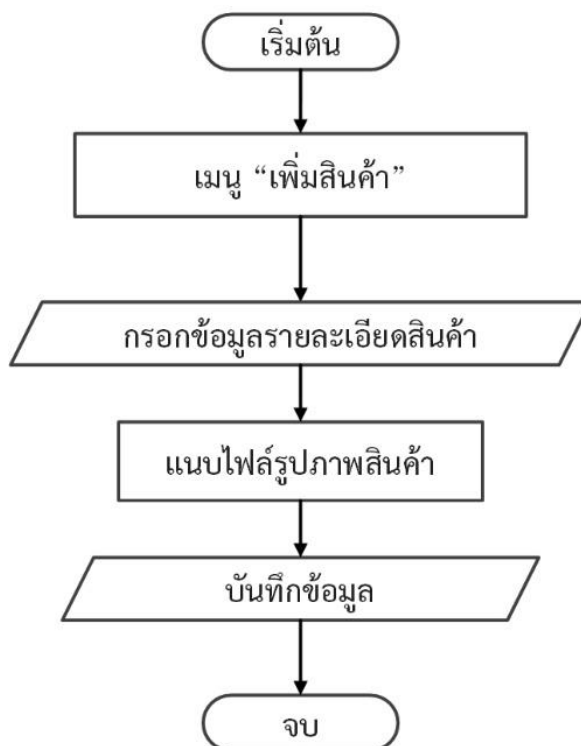 เริ่มต้น
เมนู “เพิ่มสินค้า”
กรอกข้อมูลรายละเอียดสินค้า
แนบไฟล์รูปภาพสินค้า
บันทึกข้อมูล
จบ